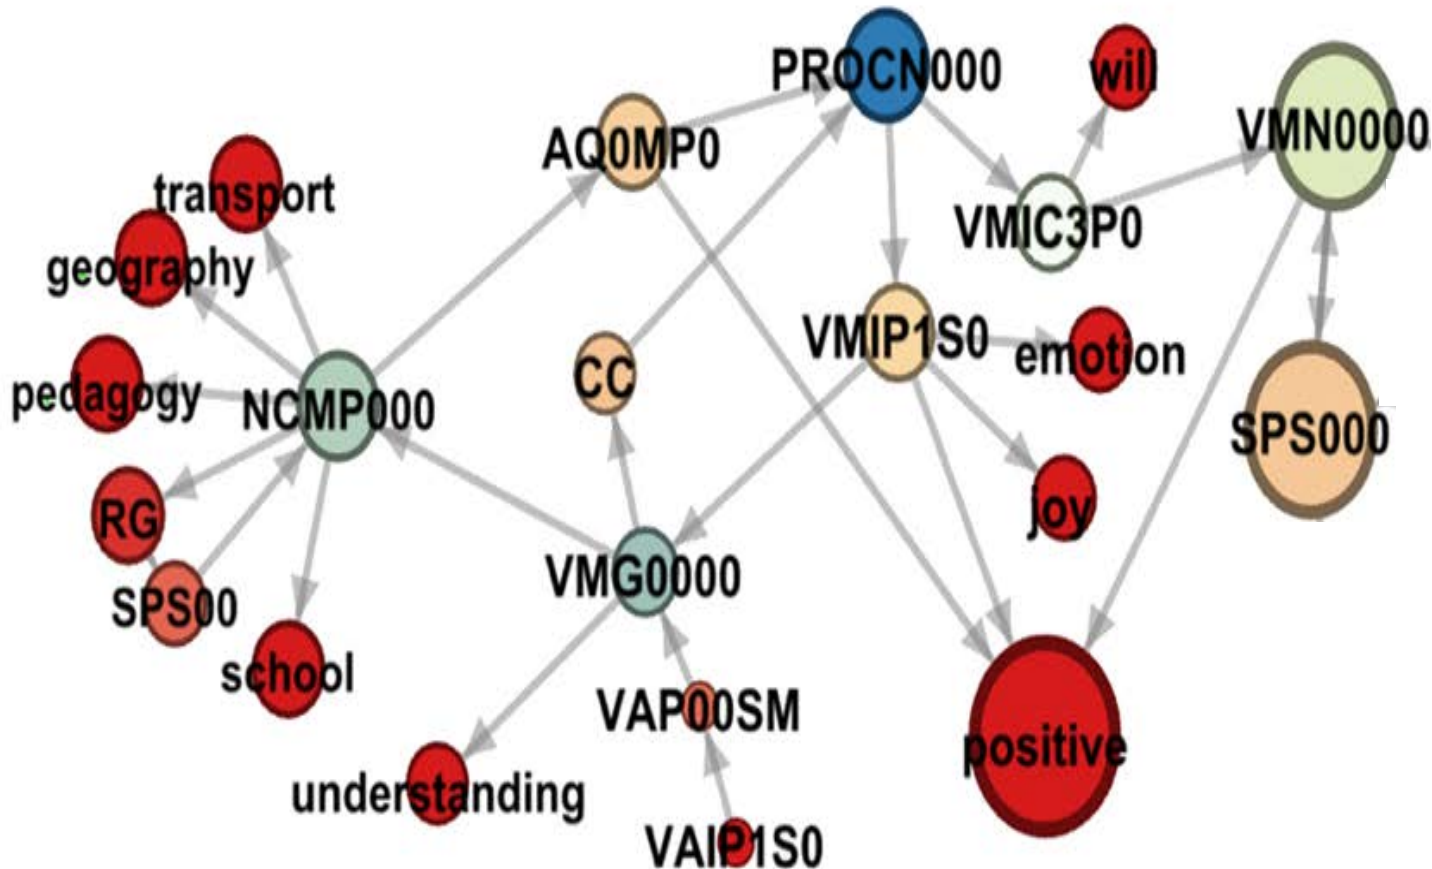 PROCN000
will
VMN0000
AQ0MP0
transport
VMIC3P0
geography
VMIP1S0
emotion
pedagogy
NCMP000
CC
SPS000
RG
joy
VMG0000
SPS00
school
VAP00SM
positive
understanding
VAIP1S0